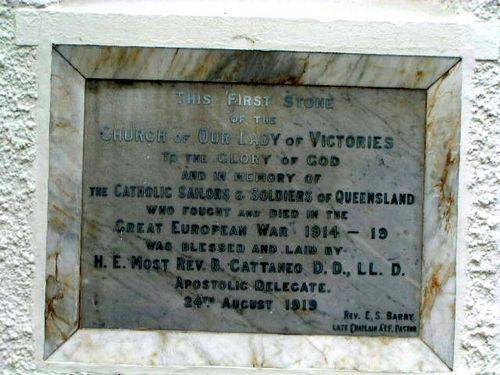 This First Stone
of the
Church of Our Lady of Victories
To the Glory of God
and in memory of
the Catholic Sailors & Soldiers of Queensland
who fought and died in the
Great European War 1914 - 19
was blessed and laid by
H. E. Most Rev. B. Cattaneo D. D., LL. D.
Apostolic Delegate.
24th August 1919
Rev. E. S. Barry.
late Chaplain A.I.F. Pastor